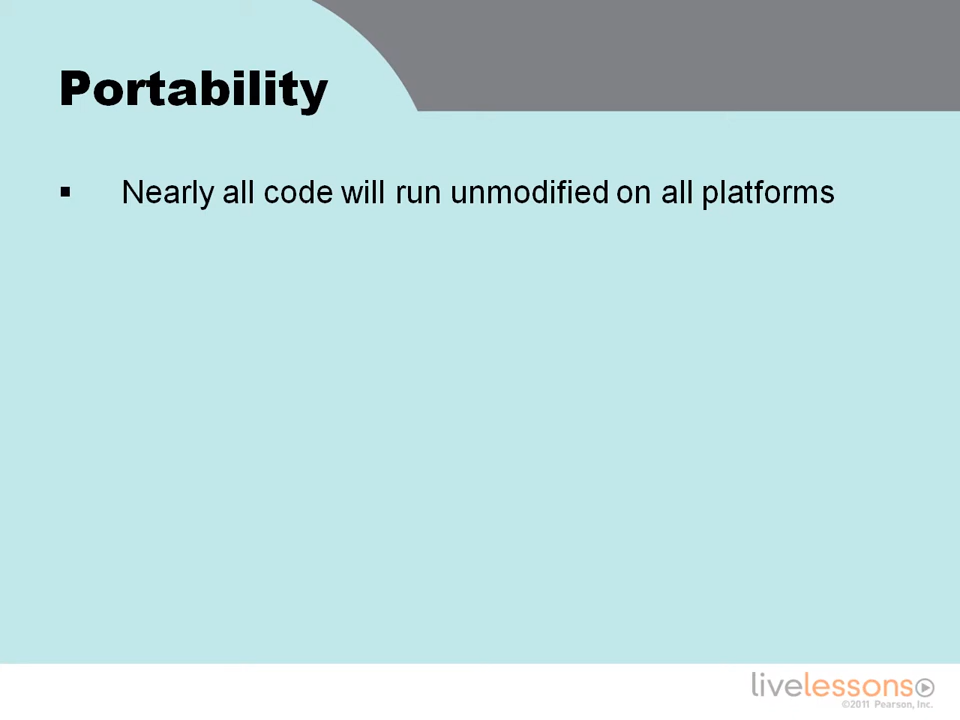 Portability
▪ Nearly all code will run unmodified on all platforms
livelessons
©2011 Pearson, Inc.